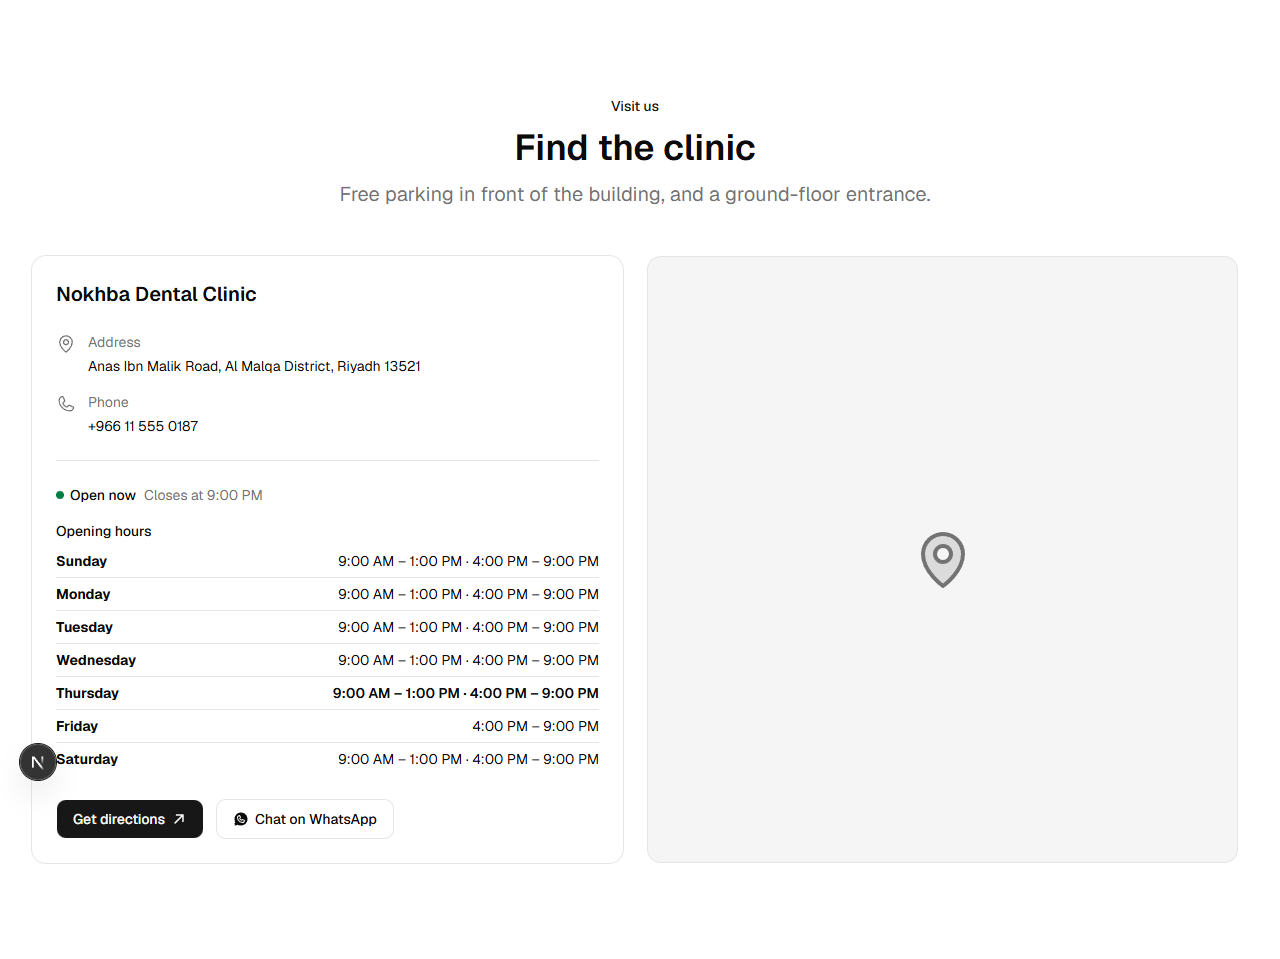 Visit us
Find the clinic
Free parking in front of the building, and a ground-floor entrance.
Nokhba Dental Clinic
Address
Anas Ibn Malik Road, Al Malqa District, Riyadh 13521
Phone
+966 11 555 0187
Open now Closes at 9:00 PM
Opening hours
Sunday 9:00 AM – 1:00 PM · 4:00 PM – 9:00 PM
Monday 9:00 AM – 1:00 PM · 4:00 PM – 9:00 PM
Tuesday 9:00 AM – 1:00 PM · 4:00 PM – 9:00 PM
Wednesday 9:00 AM – 1:00 PM · 4:00 PM – 9:00 PM
Thursday 9:00 AM – 1:00 PM · 4:00 PM – 9:00 PM
Friday 4:00 PM – 9:00 PM
Saturday 9:00 AM – 1:00 PM · 4:00 PM – 9:00 PM
N
Get directions Chat on WhatsApp